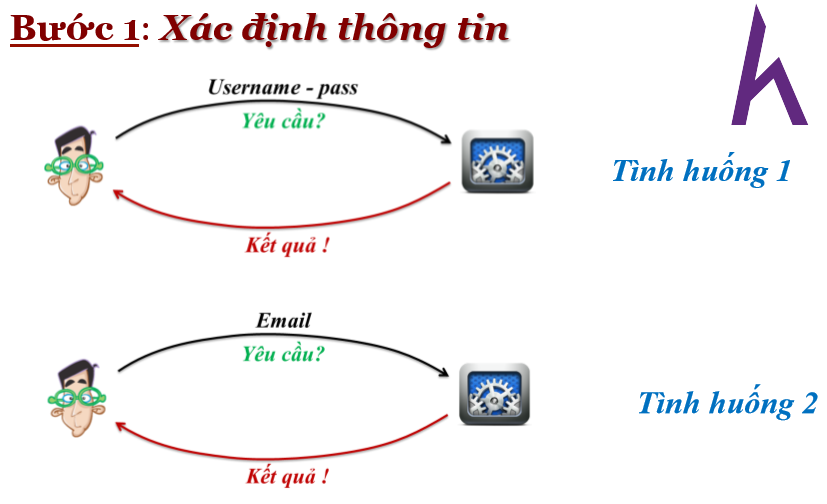 Bước 1: Xác định thông tin
Username - pass
Yêu cầu?
Tình huống 1
Kết quả !
Email
Yêu cầu?
Tình huống 2
Kết quả !